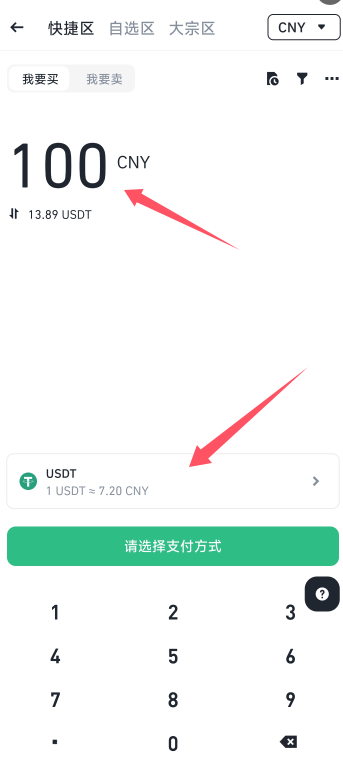 快捷区 自选区 大宗区 CNY
我要买 我要卖
100 CNY
13.89 USDT
USDT
1 USDT ≈ 7.20 CNY
请选择支付方式
1 2 3
4 5 6
7 8 9
. 0